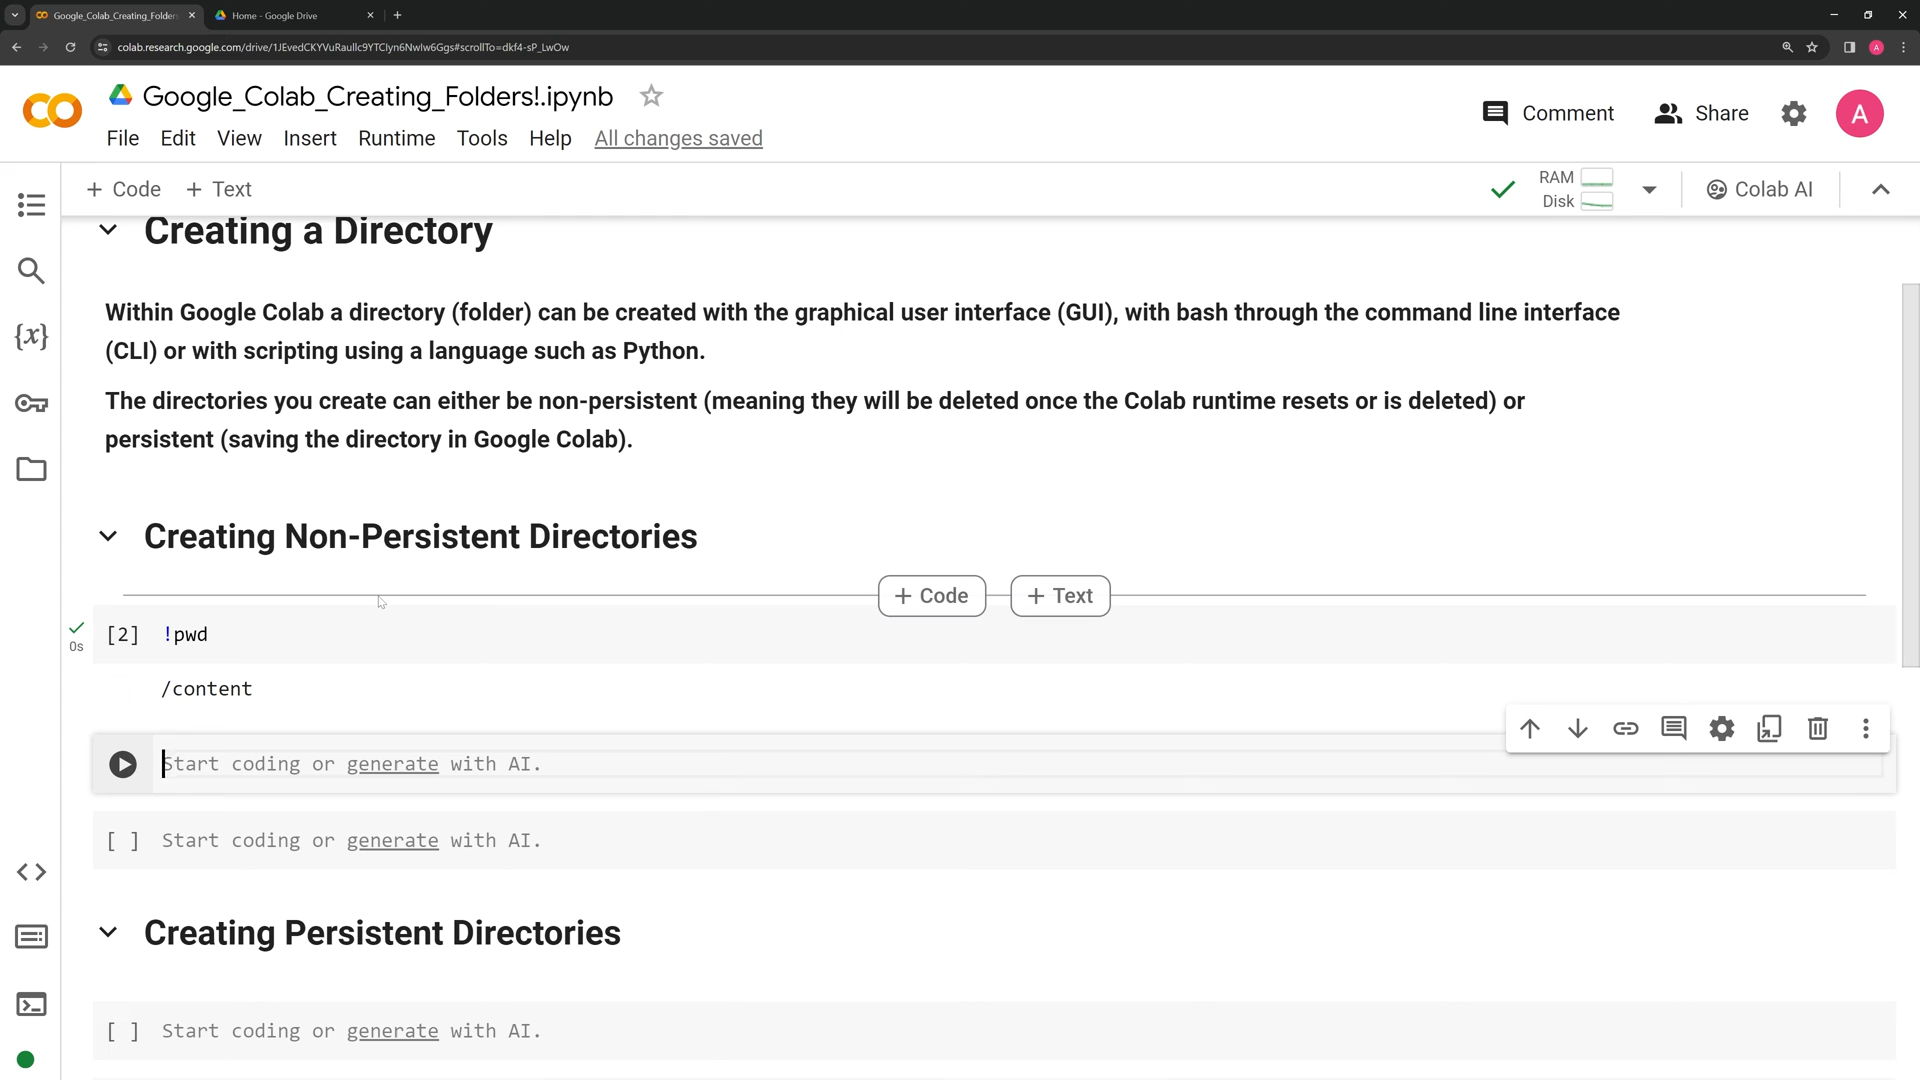 Google_Colab_Creating_Folders
Home - Google Drive
colab.research.google.com/drive/1JEvedCKYVuRaullc9YTClyn6NwIw6Ggs#scrollTo=dkf4-sP_LwOw
A
Google_Colab_Creating_Folders!.ipynb
File Edit View Insert Runtime Tools Help All changes saved
Comment Share A
+ Code + Text
RAM
Disk
Colab AI
Creating a Directory
Within Google Colab a directory (folder) can be created with the graphical user interface (GUI), with bash through the command line interface
(CLI) or with scripting using a language such as Python.
The directories you create can either be non-persistent (meaning they will be deleted once the Colab runtime resets or is deleted) or
persistent (saving the directory in Google Colab).
Creating Non-Persistent Directories
+ Code + Text
[2] !pwd
0s
/content
Start coding or generate with AI.
[ ] Start coding or generate with AI.
Creating Persistent Directories
[ ] Start coding or generate with AI.